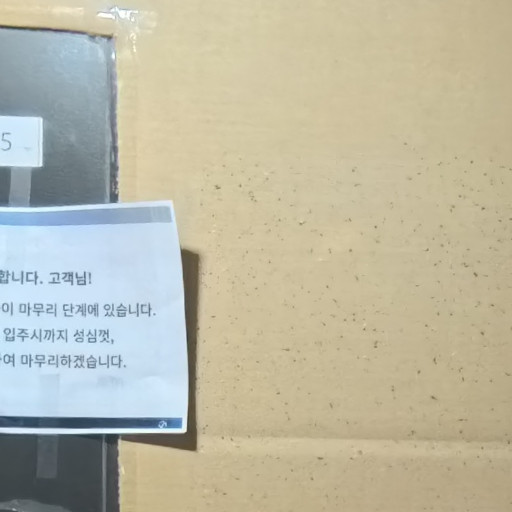 5
합니다. 고객님!
이 마무리 단계에 있습니다.
입주시까지 성심껏,
여 마무리하겠습니다.